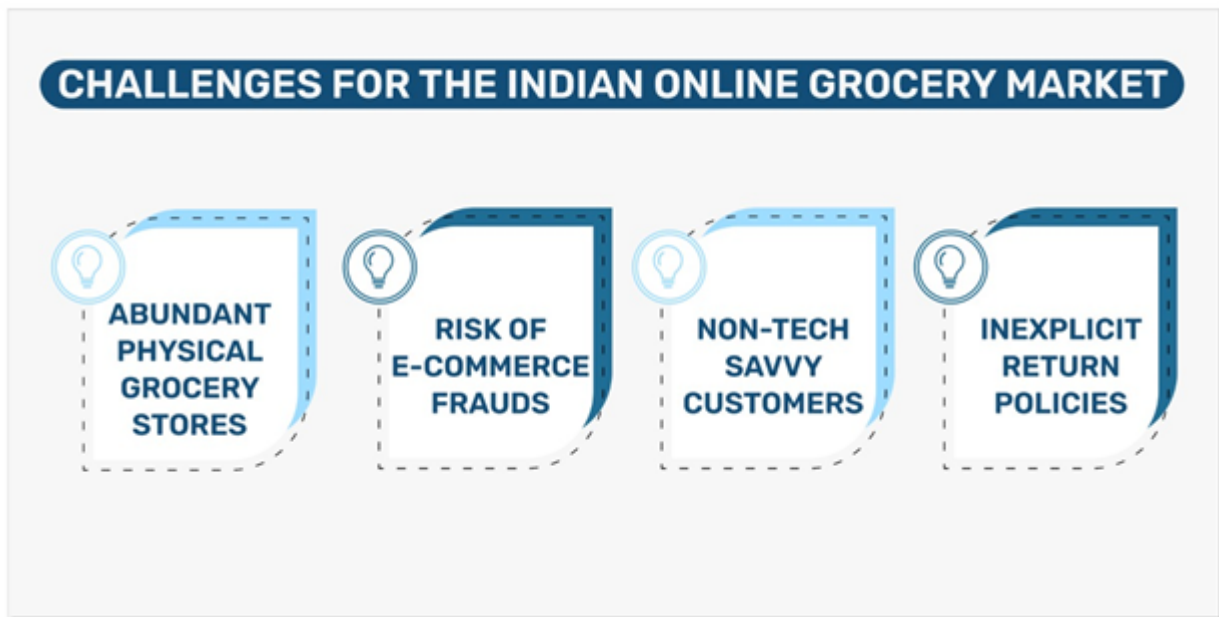 CHALLENGES FOR THE INDIAN ONLINE GROCERY MARKET
ABUNDANT
PHYSICAL
GROCERY
STORES
RISK OF
E-COMMERCE
FRAUDS
NON-TECH
SAVVY
CUSTOMERS
INEXPLICIT
RETURN
POLICIES